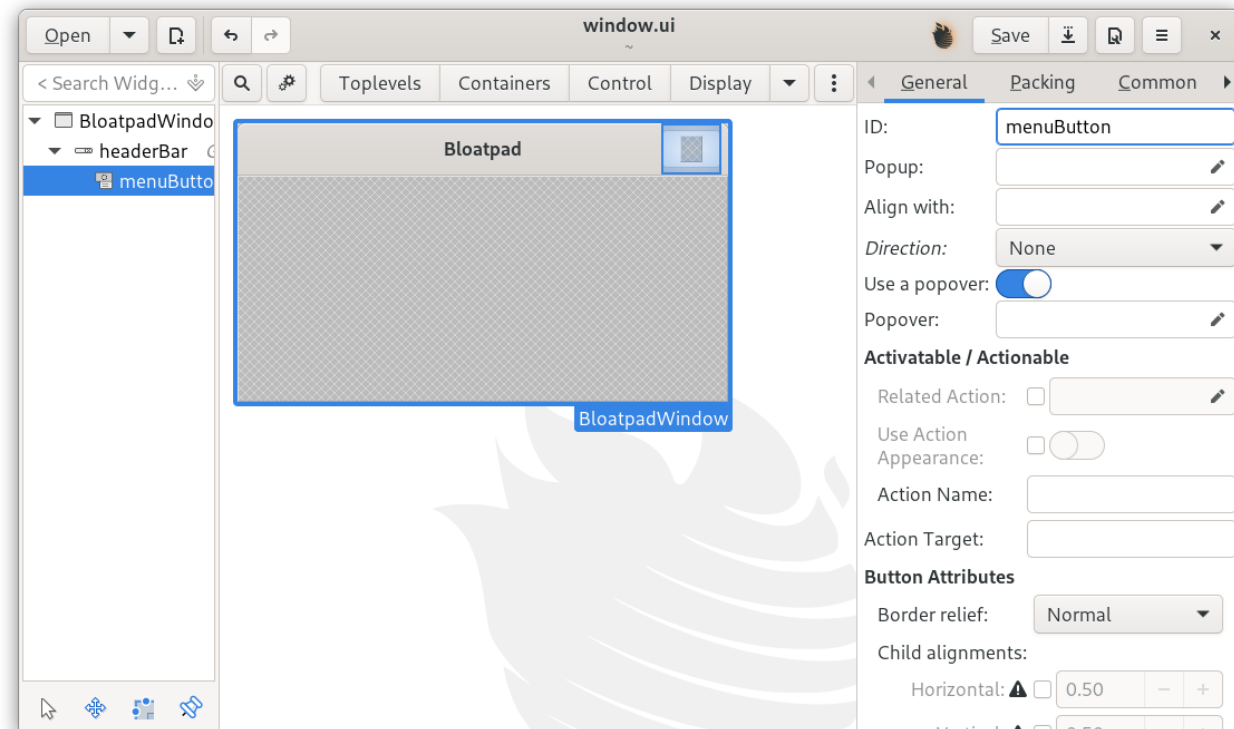 Open
window.ui
~
Save
< Search Widg...
Toplevels
Containers
Control
Display
General
Packing
Common
BloatpadWindo
headerBar
menuButto
Bloatpad
BloatpadWindow
ID:
menuButton
Popup:
Align with:
Direction:
None
Use a popover:
Popover:
Activatable / Actionable
Related Action:
Use Action
Appearance:
Action Name:
Action Target:
Button Attributes
Border relief:
Normal
Child alignments:
Horizontal:
0.50
− +